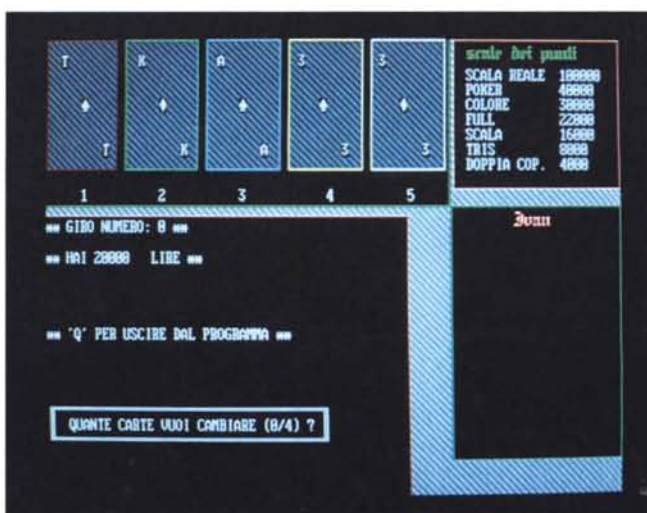 T K A 3 3
T K A 3 3
1 2 3 4 5
scale dei punti
SCALA REALE 100000
POKER 40000
COLORE 30000
FULL 22000
SCALA 16000
TRIS 8000
DOPPIA COP. 4000
** GIRO NUMERO: 0 **
** HAI 20000 LIRE **
** 'Q' PER USCIRE DAL PROGRAMMA **
QUANTE CARTE VUOI CAMBIARE (0/4) ?
Ivan